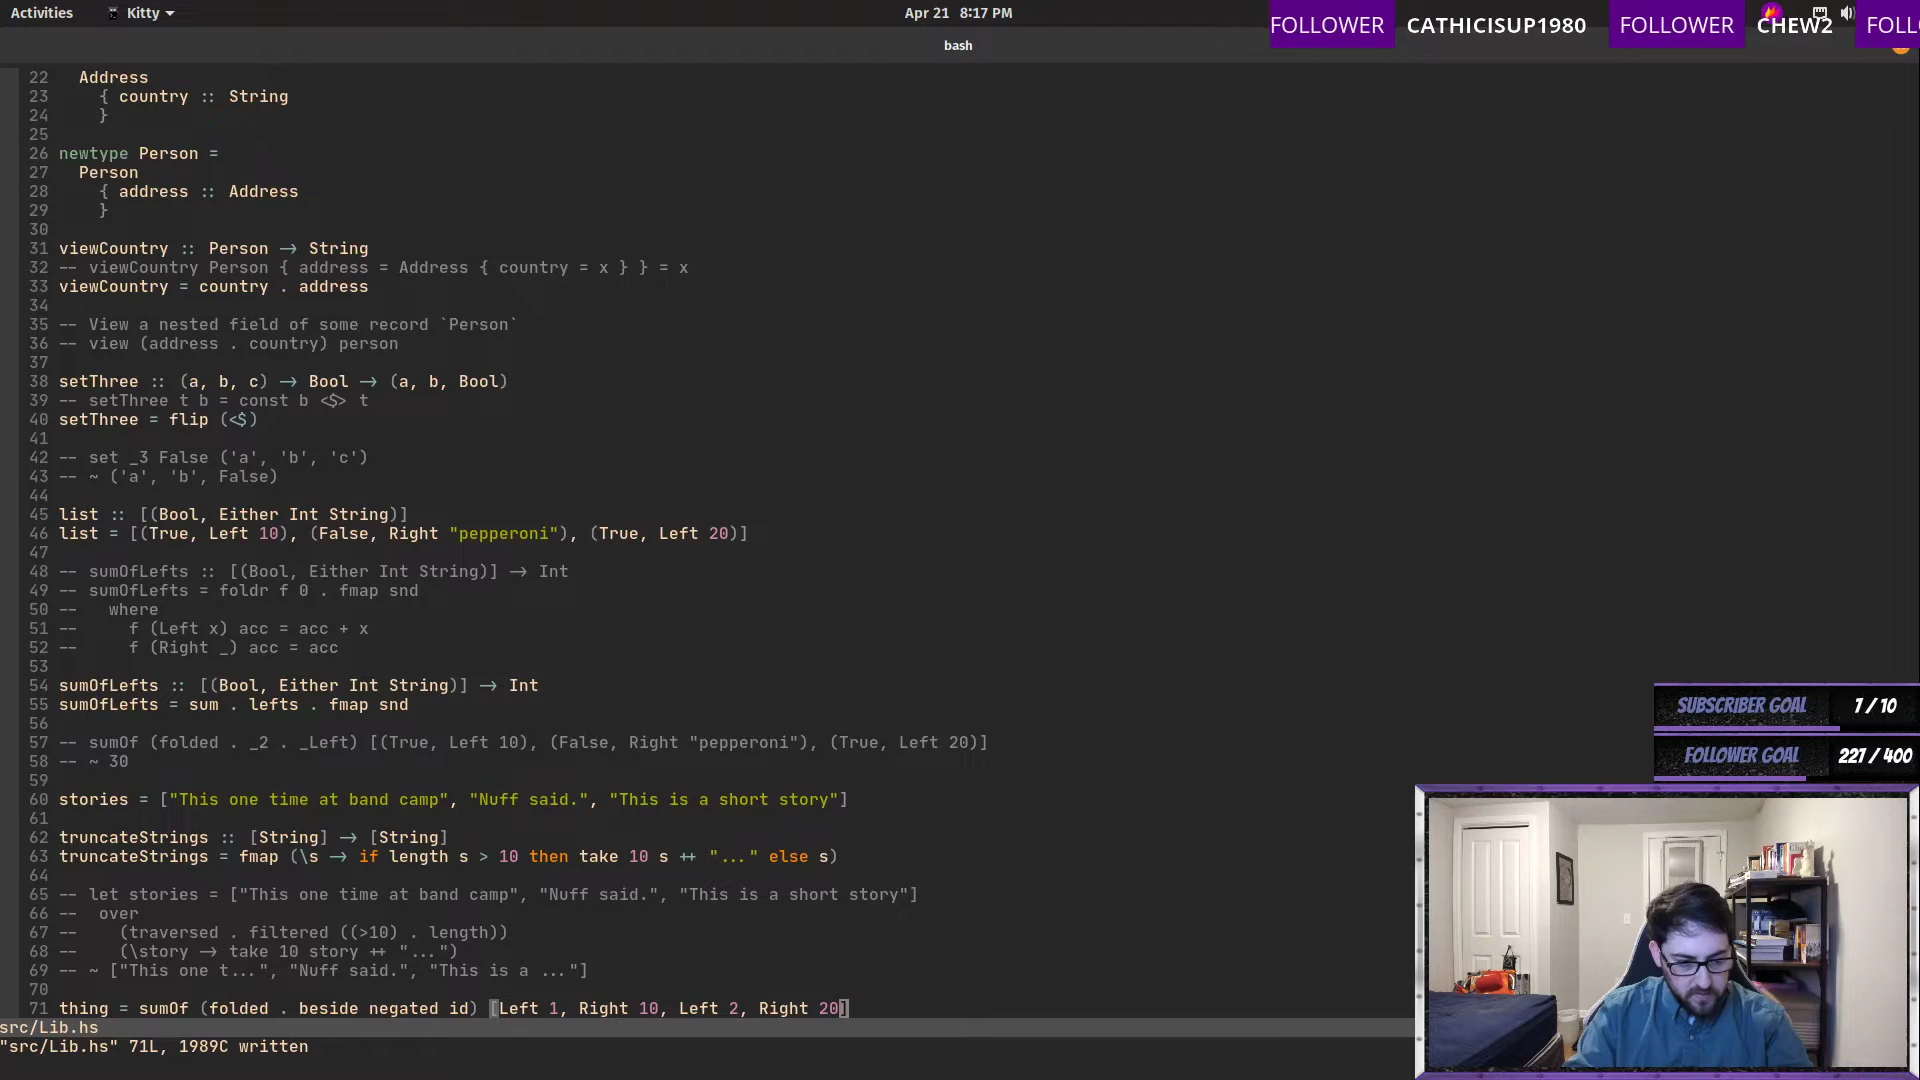 Activities
Kitty
Apr 21 8:17 PM
FOLLOWER CATHICISUP1980 FOLLOWER CHEW2 FOLL
bash
22 Address
23 { country :: String
24 }
25
26 newtype Person =
27 Person
28 { address :: Address
29 }
30
31 viewCountry :: Person -> String
32 -- viewCountry Person { address = Address { country = x } } = x
33 viewCountry = country . address
34
35 -- View a nested field of some record `Person`
36 -- view (address . country) person
37
38 setThree :: (a, b, c) -> Bool -> (a, b, Bool)
39 -- setThree t b = const b <$> t
40 setThree = flip (<$)
41
42 -- set _3 False ('a', 'b', 'c')
43 -- ~ ('a', 'b', False)
44
45 list :: [(Bool, Either Int String)]
46 list = [(True, Left 10), (False, Right "pepperoni"), (True, Left 20)]
47
48 -- sumOfLefts :: [(Bool, Either Int String)] -> Int
49 -- sumOfLefts = foldr f 0 . fmap snd
50 -- where
51 -- f (Left x) acc = acc + x
52 -- f (Right _) acc = acc
53
54 sumOfLefts :: [(Bool, Either Int String)] -> Int
55 sumOfLefts = sum . lefts . fmap snd
56
57 -- sumOf (folded . _2 . _Left) [(True, Left 10), (False, Right "pepperoni"), (True, Left 20)]
58 -- ~ 30
59
60 stories = ["This one time at band camp", "Nuff said.", "This is a short story"]
61
62 truncateStrings :: [String] -> [String]
63 truncateStrings = fmap (\s -> if length s > 10 then take 10 s ++ "..." else s)
64
65 -- let stories = ["This one time at band camp", "Nuff said.", "This is a short story"]
66 -- over
67 -- (traversed . filtered ((>10) . length))
68 -- (\story -> take 10 story ++ "...")
69 -- ~ ["This one t...", "Nuff said.", "This is a ..."]
70
71 thing = sumOf (folded . beside negated id) [Left 1, Right 10, Left 2, Right 20]
src/Lib.hs
"src/Lib.hs" 71L, 1989C written
SUBSCRIBER GOAL 7 / 10
FOLLOWER GOAL 227 / 400